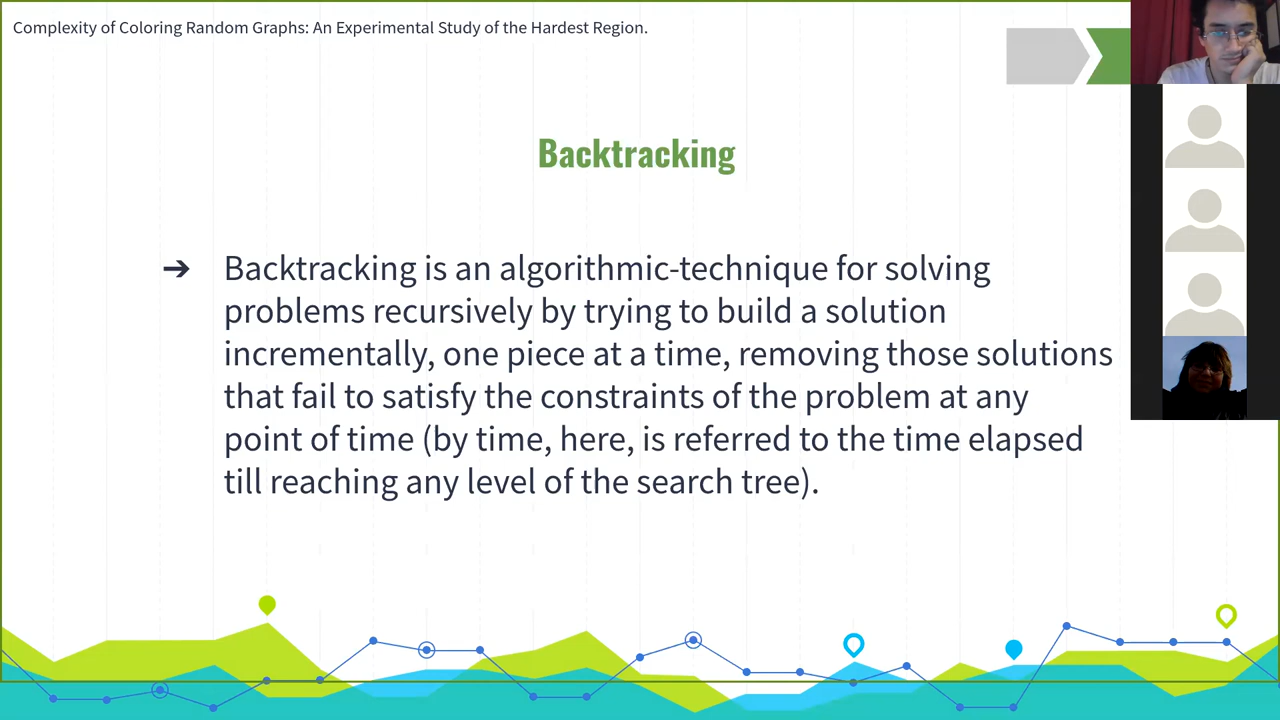 Complexity of Coloring Random Graphs: An Experimental Study of the Hardest Region.
Backtracking
➔ Backtracking is an algorithmic-technique for solving
problems recursively by trying to build a solution
incrementally, one piece at a time, removing those solutions
that fail to satisfy the constraints of the problem at any
point of time (by time, here, is referred to the time elapsed
till reaching any level of the search tree).